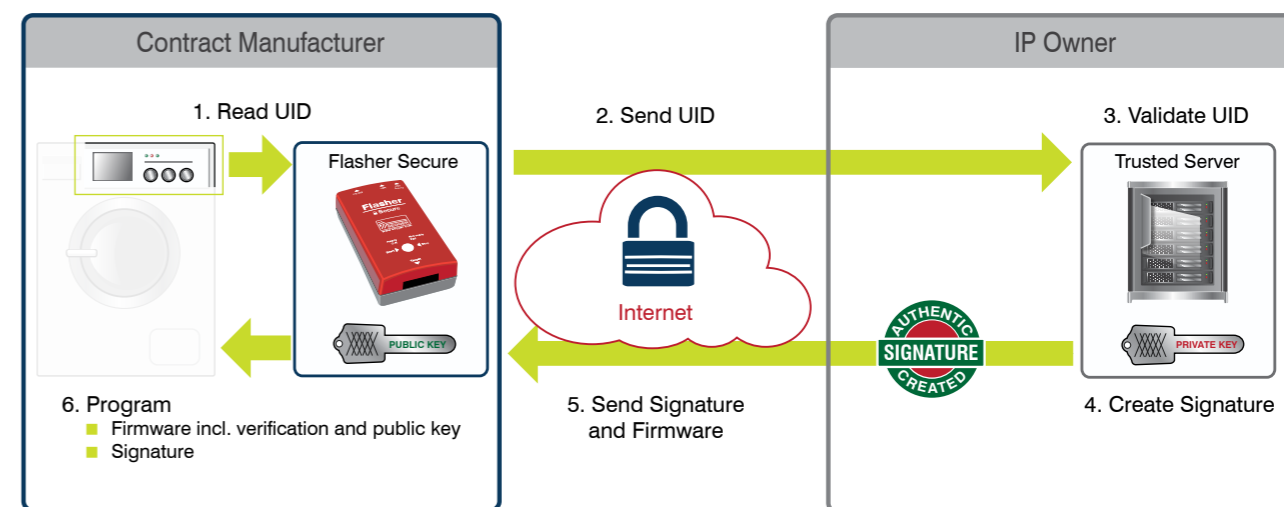 Contract Manufacturer
IP Owner
1. Read UID
2. Send UID
3. Validate UID
Flasher Secure
Trusted Server
Flasher
Secure
Internet
PUBLIC KEY
AUTHENTIC
SIGNATURE
CREATED
PRIVATE KEY
6. Program
Firmware incl. verification and public key
Signature
5. Send Signature
and Firmware
4. Create Signature